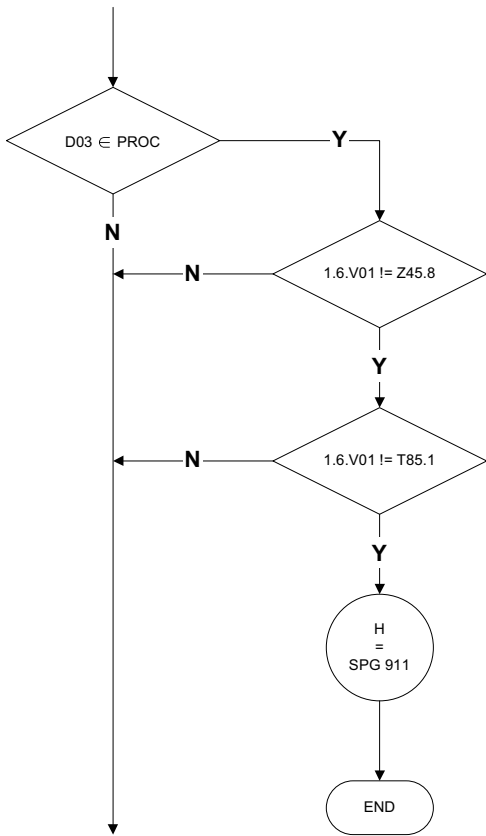 D03 ∈ PROC
Y
N
1.6.V01 != Z45.8
N
Y
1.6.V01 != T85.1
N
Y
H
=
SPG 911
END